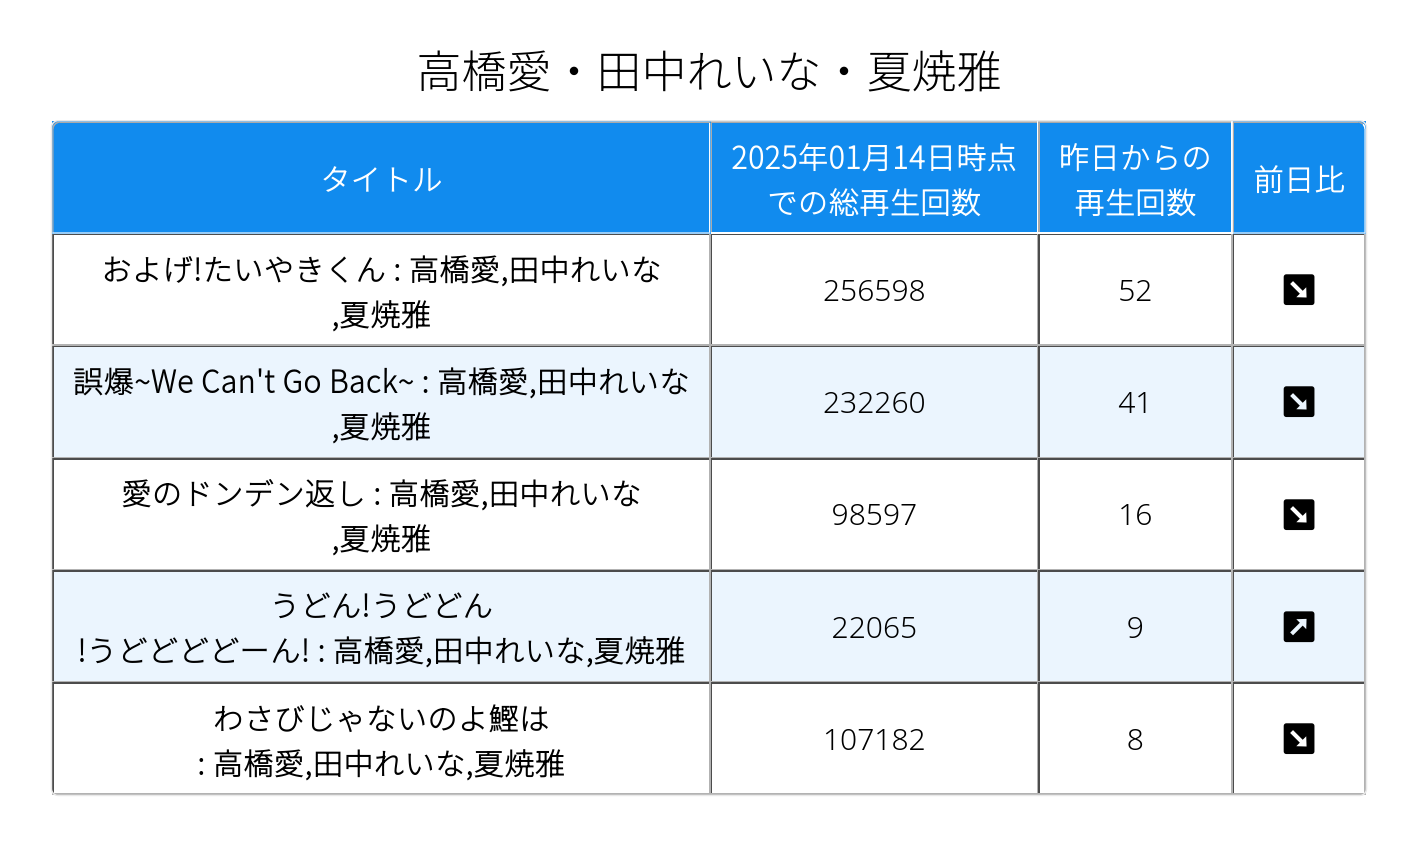 高橋愛・田中れいな・夏焼雅
タイトル
2025年01月14日時点
での総再生回数
昨日からの
再生回数
前日比
およげ!たいやきくん : 高橋愛,田中れいな
,夏焼雅
256598
52
↘
誤爆~We Can't Go Back~ : 高橋愛,田中れいな
,夏焼雅
232260
41
↘
愛のドンデン返し : 高橋愛,田中れいな
,夏焼雅
98597
16
↘
うどん!うどどん
!うどどどどーん! : 高橋愛,田中れいな,夏焼雅
22065
9
↗
わさびじゃないのよ鰹は
: 高橋愛,田中れいな,夏焼雅
107182
8
↘